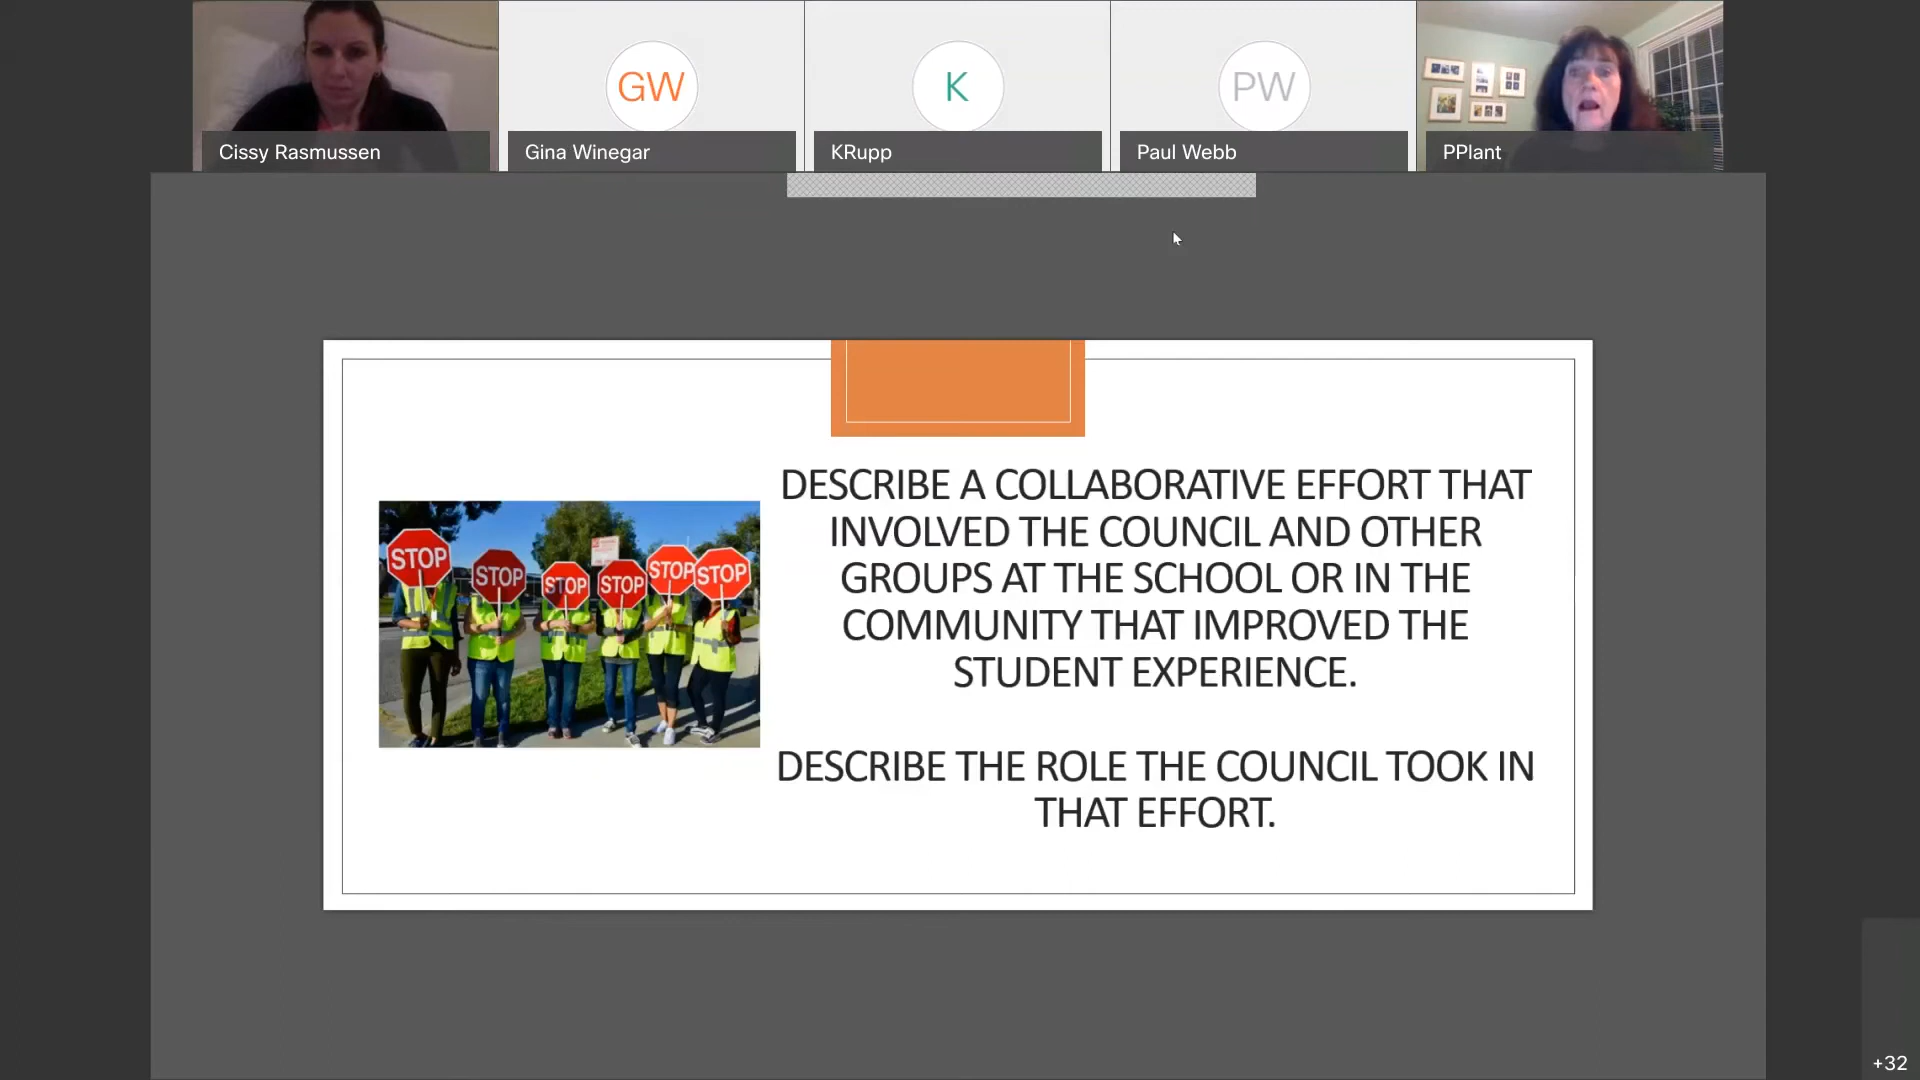 GW
K
PW
Cissy Rasmussen
Gina Winegar
KRupp
Paul Webb
PPlant
DESCRIBE A COLLABORATIVE EFFORT THAT
INVOLVED THE COUNCIL AND OTHER
GROUPS AT THE SCHOOL OR IN THE
COMMUNITY THAT IMPROVED THE
STUDENT EXPERIENCE.
DESCRIBE THE ROLE THE COUNCIL TOOK IN
THAT EFFORT.
STOP
STOP
STOP
STOP
STOP
STOP
+32